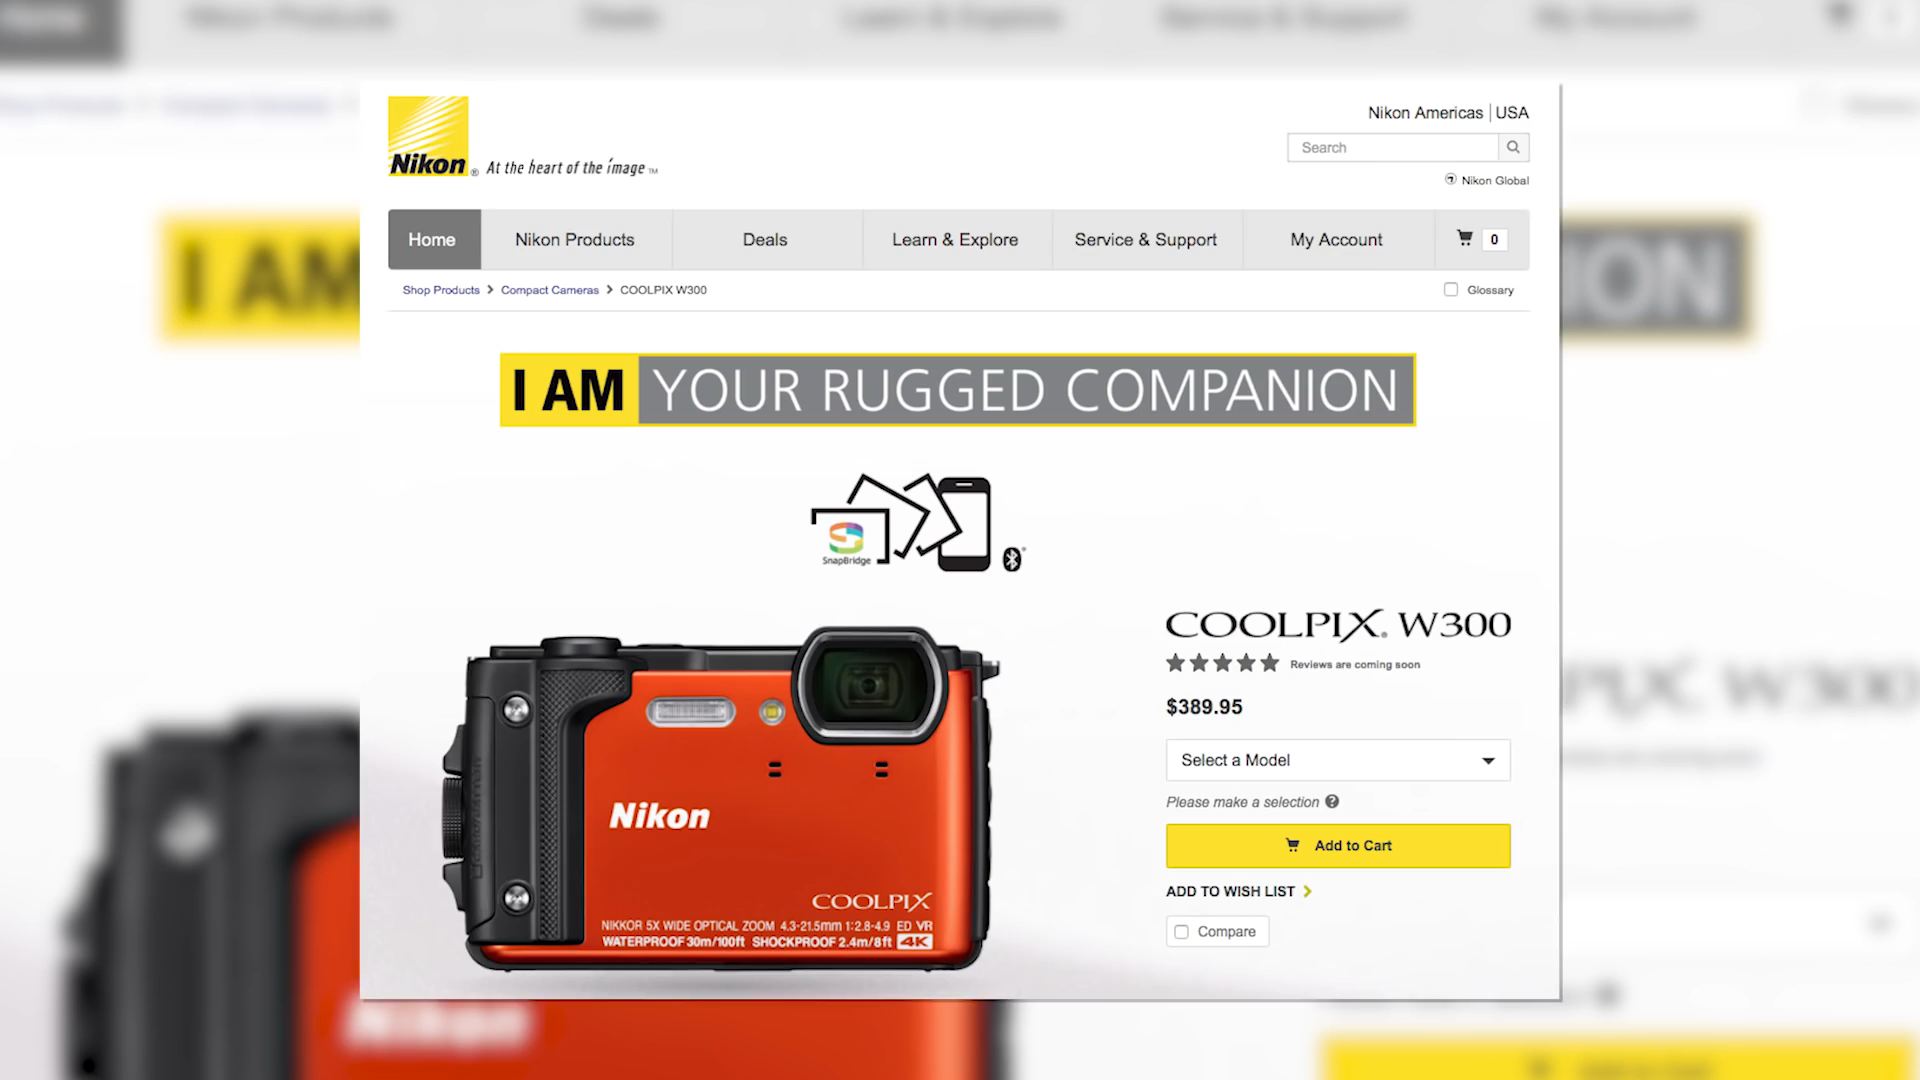 Nikon® At the heart of the image™
Nikon Americas | USA
Search
Nikon Global
Home Nikon Products Deals Learn & Explore Service & Support My Account 0
Shop Products > Compact Cameras > COOLPIX W300 Glossary
I AM YOUR RUGGED COMPANION
SnapBridge
COOLPIX® W300
Reviews are coming soon
$389.95
Select a Model
Please make a selection
Add to Cart
ADD TO WISH LIST
Compare
Nikon
COOLPIX
NIKKOR 5X WIDE OPTICAL ZOOM 4.3-21.5mm 1:2.8-4.9 ED VR
WATERPROOF 30m/100ft SHOCKPROOF 2.4m/8ft 4K